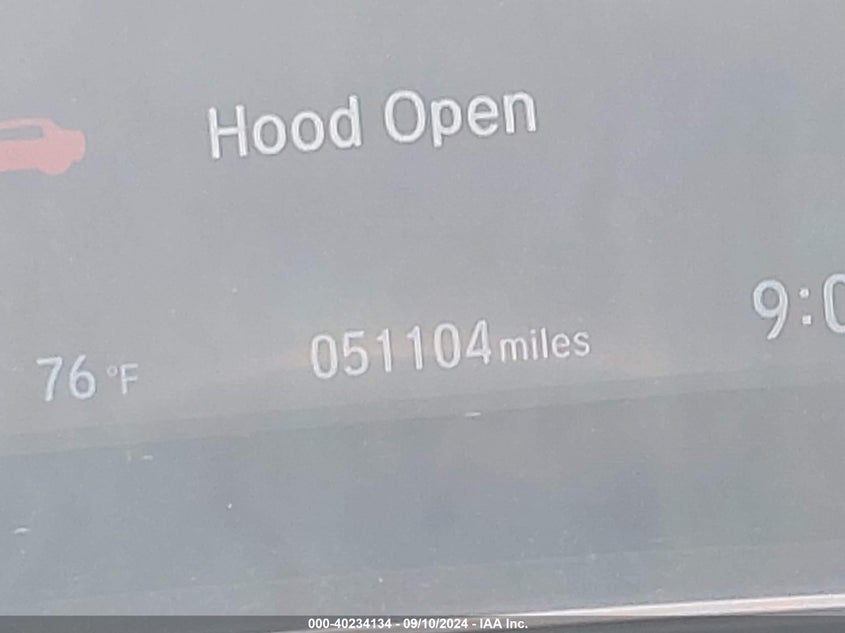 Hood Open
9:0
051104 miles
76 °F
000-40234134 - 09/10/2024 - IAA Inc.